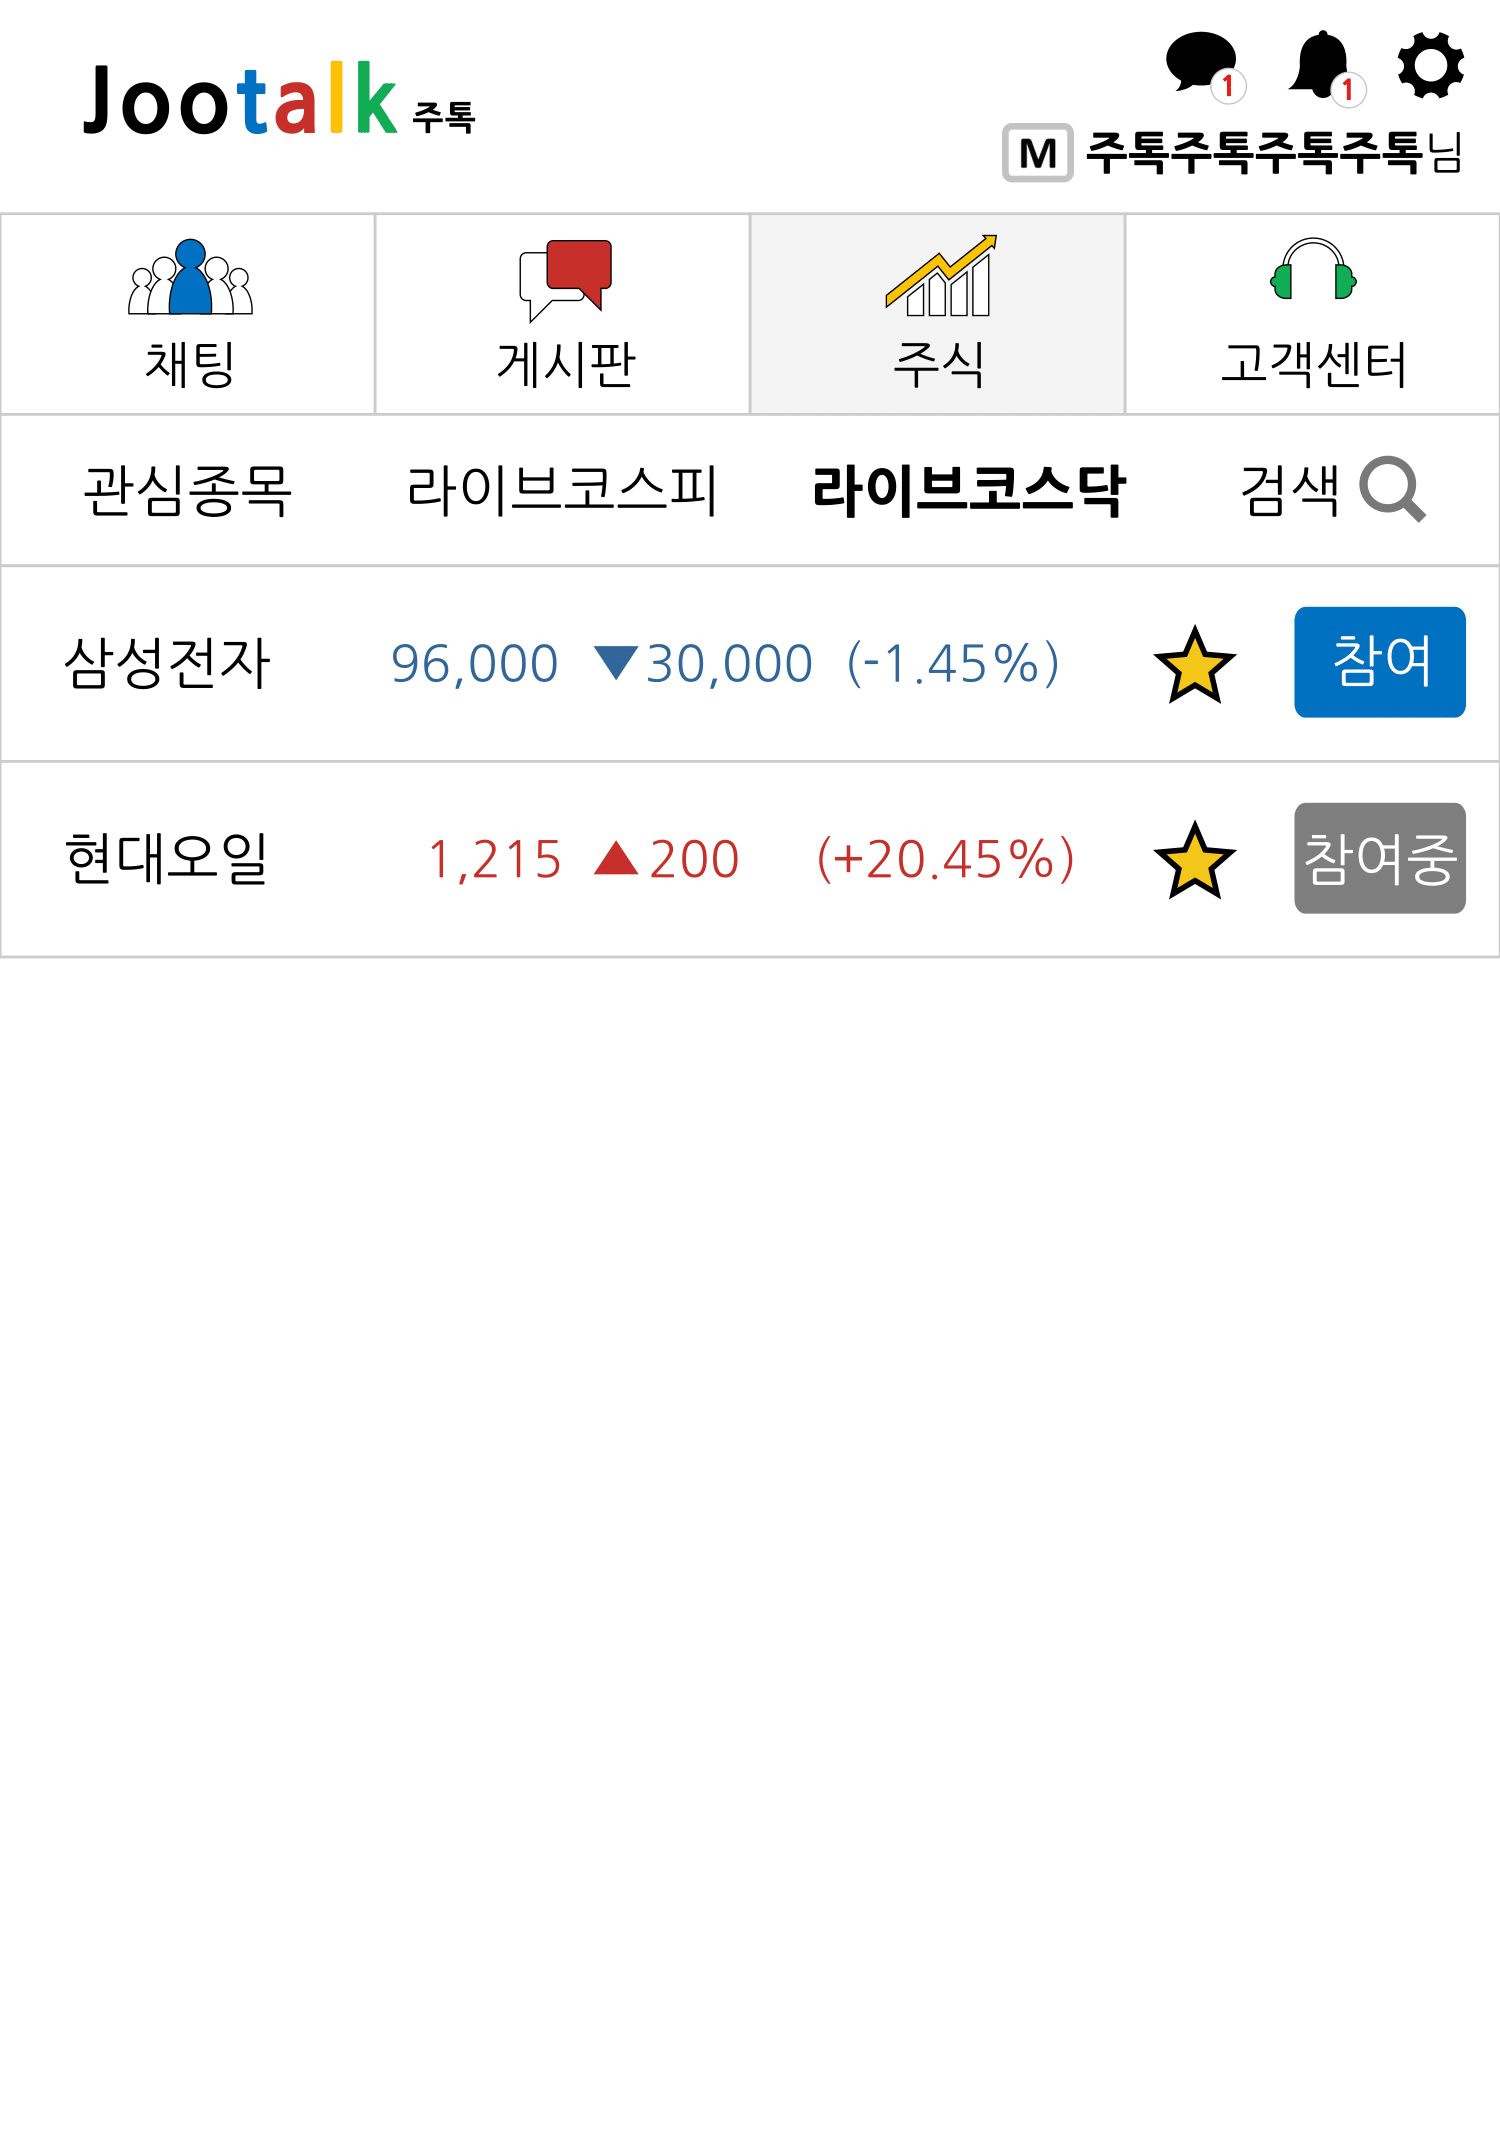 Jootalk 주톡
1 1
M 주톡주톡주톡주톡님
채팅 게시판 주식 고객센터
관심종목 라이브코스피 라이브코스닥 검색
삼성전자 96,000 ▼30,000 (-1.45%) 참여
현대오일 1,215 ▲200 (+20.45%) 참여중